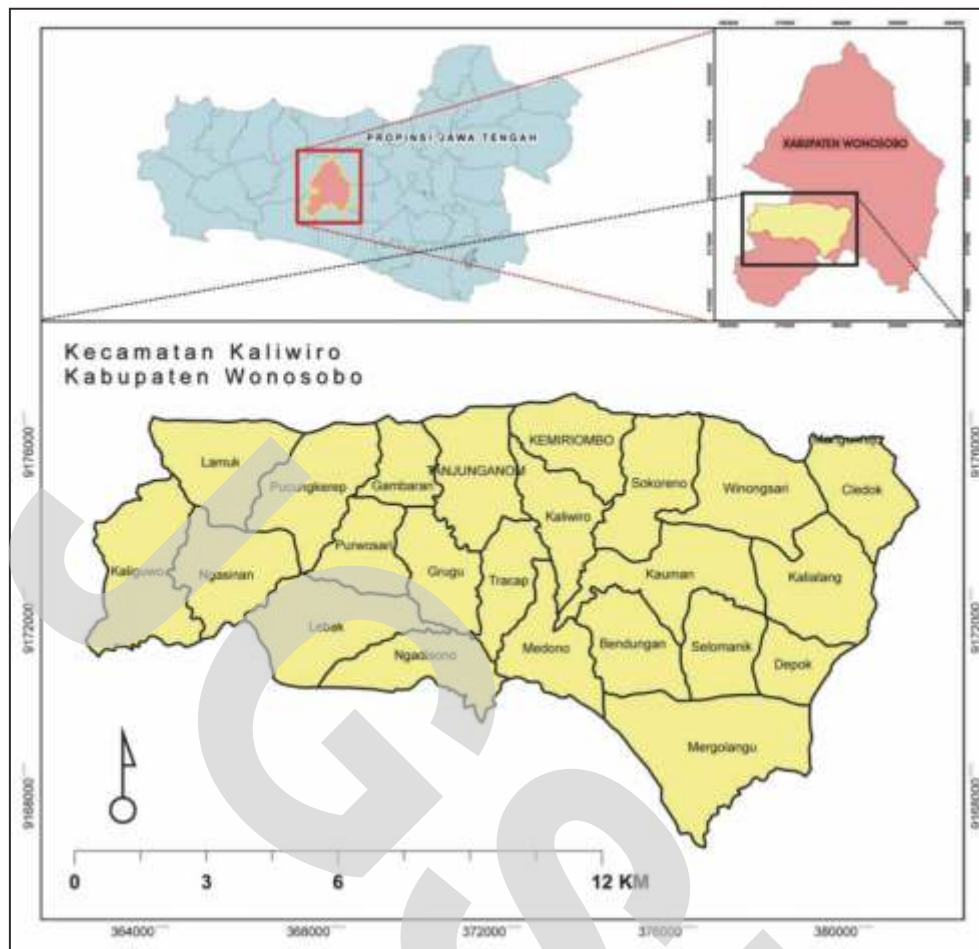 PROPINSI JAWA TENGAH
KABUPATEN WONOSOBO
Kecamatan Kaliwiro
Kabupaten Wonosobo
KEMIRIOMBO
Lamuk
Pucungkerep
Gambaran
TANJUNGANOM
Sokoreno
Winongsari
Cledok
Kaliwiro
Purwosari
Kaliguwo
Ngasinan
Grugu
Tracap
Kauman
Kalialang
Lebak
Ngadisono
Medono
Bendungan
Selomanik
Depok
Mergolangu
9176000
9172000
9168000
9176000
9172000
9168000
0 3 6 12 KM
364000 368000 372000 376000 380000